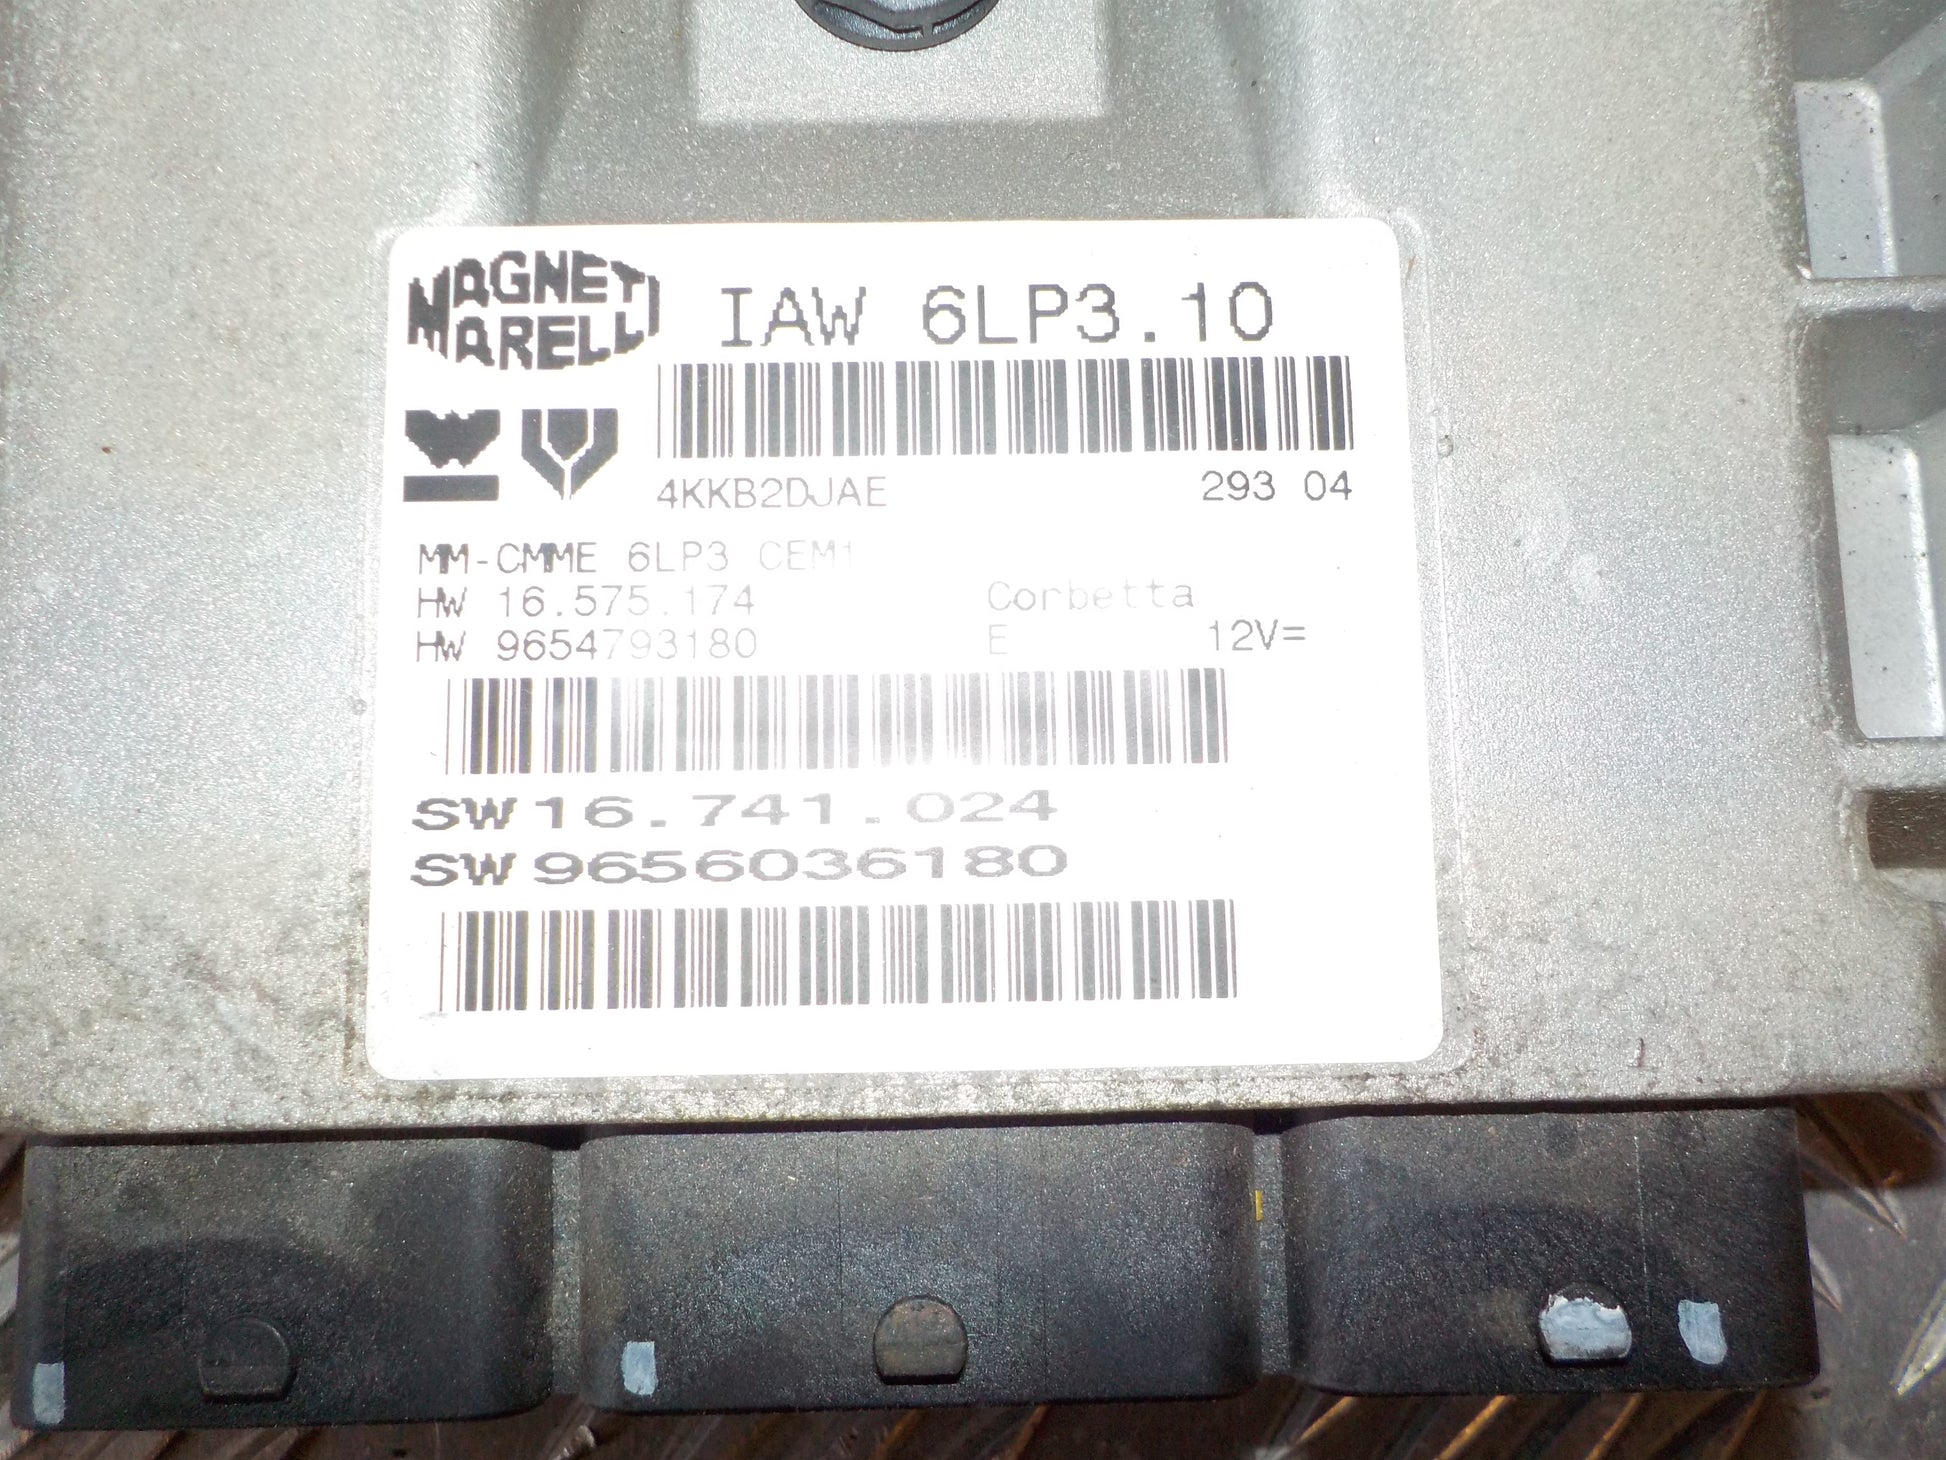 MAGNETI
MARELLI
IAW 6LP3.10
4KKB2DJAE 293 04
MM-CMME 6LP3 CEM1
HW 16.575.174 Corbetta
HW 9654793180 E 12V=
SW 16.741.024
SW 9656036180